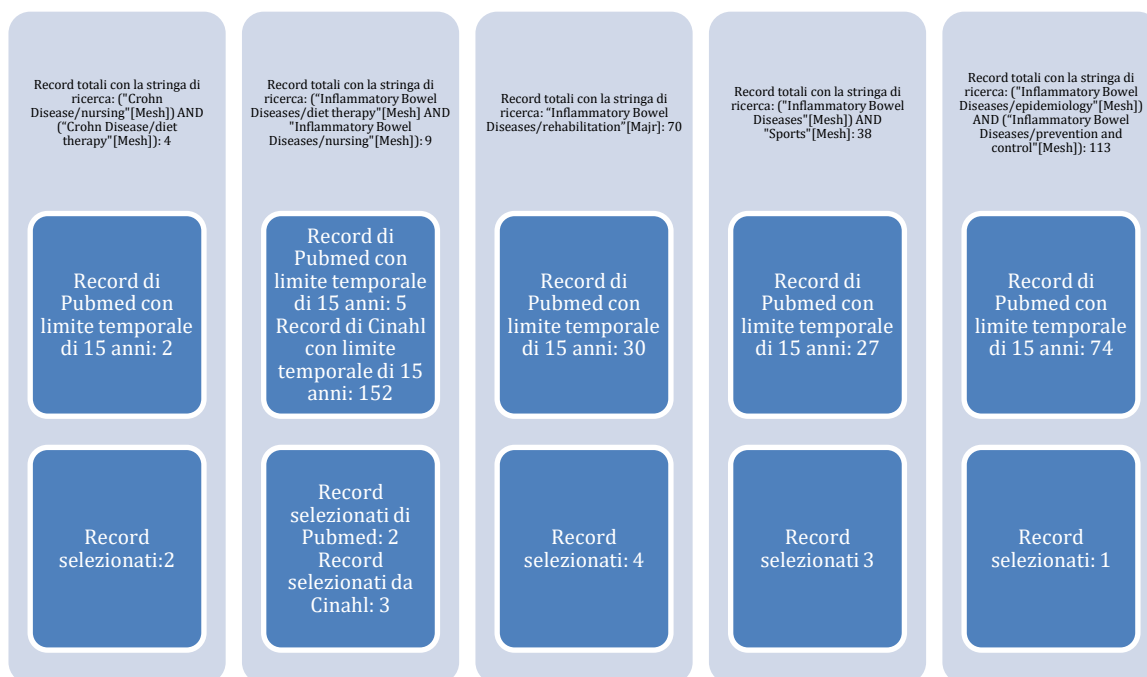 Record totali con la stringa di
ricerca: ("Crohn
Disease/nursing"[Mesh]) AND
("Crohn Disease/diet
therapy"[Mesh]): 4
Record di
Pubmed con
limite temporale
di 15 anni: 2
Record
selezionati:2
Record totali con la stringa di
ricerca: ("Inflammatory Bowel
Diseases/diet therapy"[Mesh] AND
"Inflammatory Bowel
Diseases/nursing"[Mesh]): 9
Record di
Pubmed con
limite temporale
di 15 anni: 5
Record di Cinahl
con limite
temporale di 15
anni: 152
Record
selezionati di
Pubmed: 2
Record
selezionati da
Cinahl: 3
Record totali con la stringa di
ricerca: "Inflammatory Bowel
Diseases/rehabilitation"[Majr]: 70
Record di
Pubmed con
limite temporale
di 15 anni: 30
Record
selezionati: 4
Record totali con la stringa di
ricerca: ("Inflammatory Bowel
Diseases"[Mesh]) AND
"Sports"[Mesh]: 38
Record di
Pubmed con
limite temporale
di 15 anni: 27
Record
selezionati 3
Record totali con la stringa di
ricerca: ("Inflammatory Bowel
Diseases/epidemiology"[Mesh])
AND ("Inflammatory Bowel
Diseases/prevention and
control"[Mesh]): 113
Record di
Pubmed con
limite temporale
di 15 anni: 74
Record
selezionati: 1